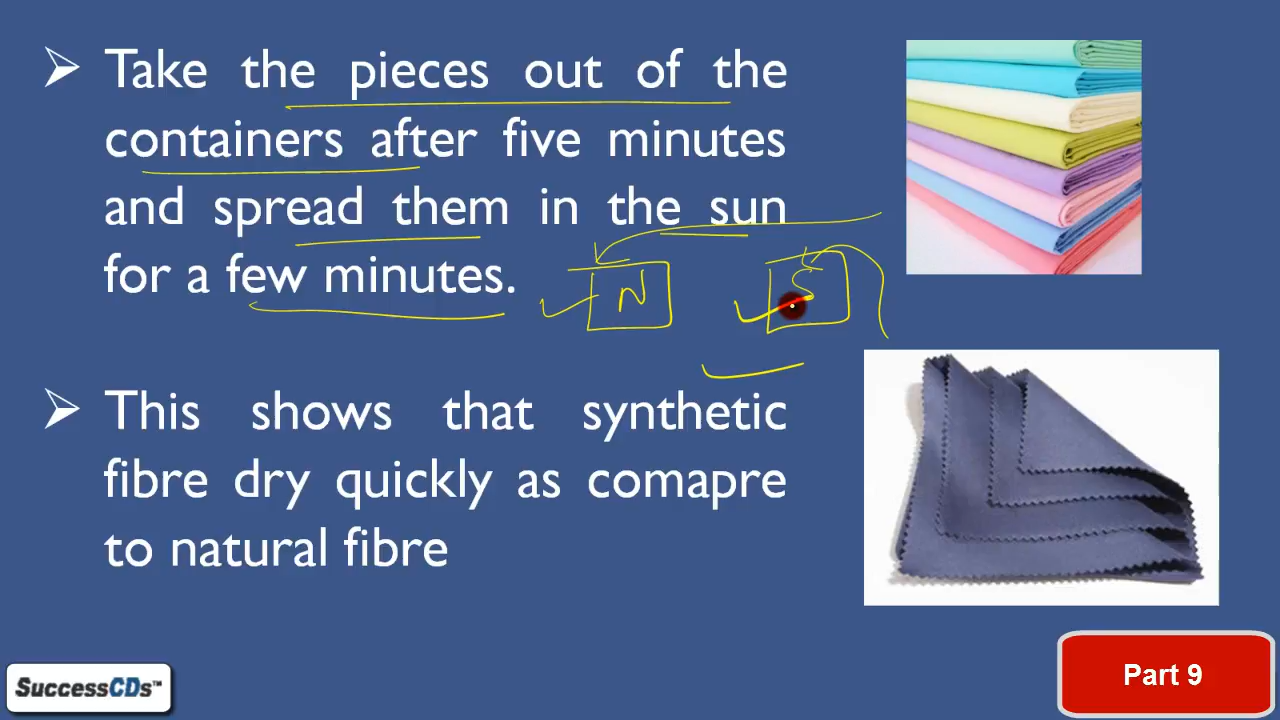 ➢ Take the pieces out of the
containers after five minutes
and spread them in the sun
for a few minutes.
N
S
➢ This shows that synthetic
fibre dry quickly as comapre
to natural fibre
SuccessCDs™
Part 9